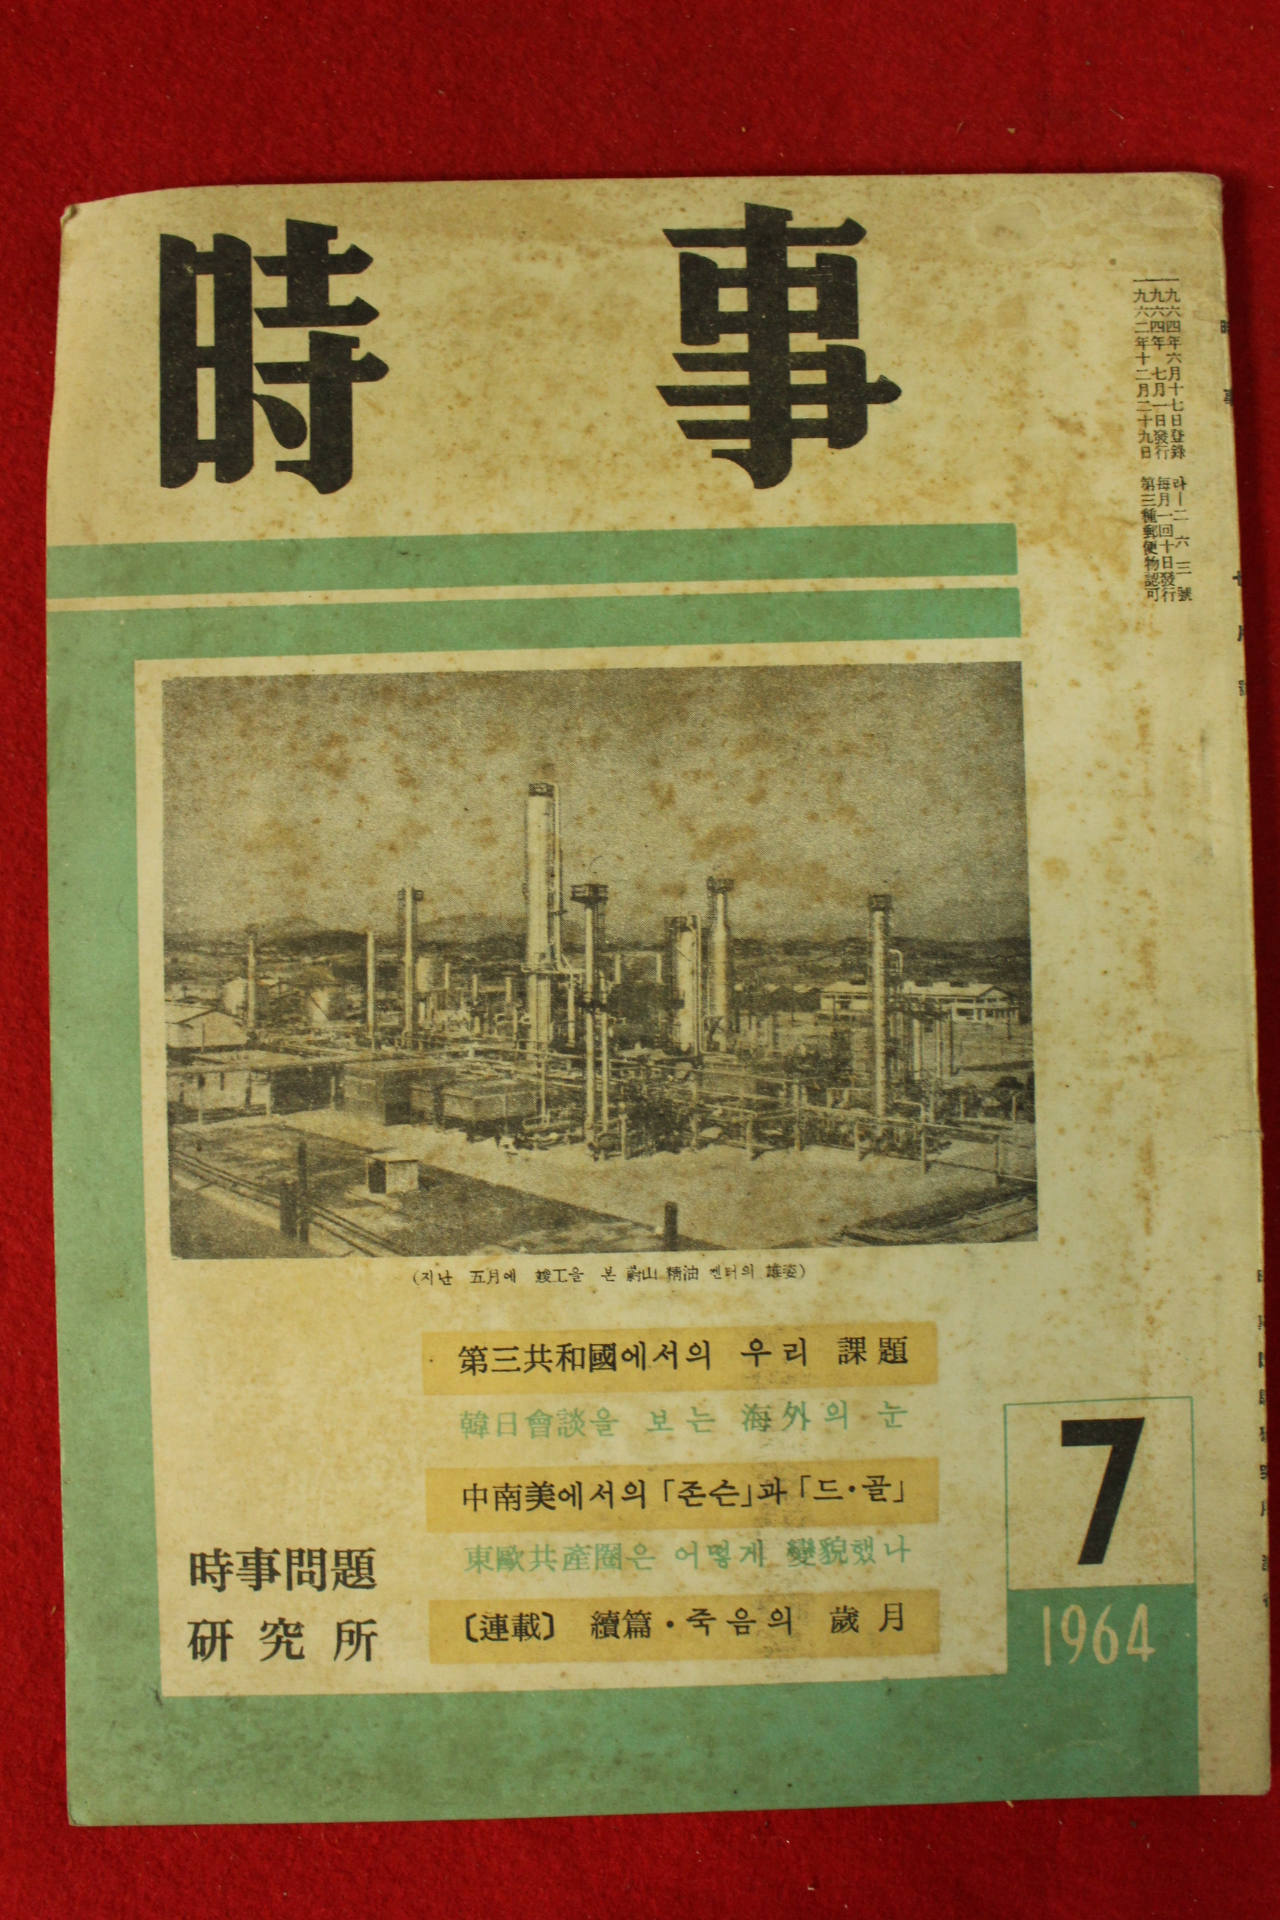 時事
一九六四年六月十七日登錄 라一二六三號
一九六四年七月一日發行 每月一回十日發行
一九六二年十二月二十九日 第三種郵便物認可
(지난 五月에 竣工을 본 蔚山 精油 쎈터의 雄姿)
第三共和國에서의 우리 課題
韓日會談을 보는 海外의 눈
中南美에서의「존슨」과「드·골」
東歐共產圈은 어떻게 變貌했나
〔連載〕 續篇·죽음의 歲月
時事問題
研究所
7
1964